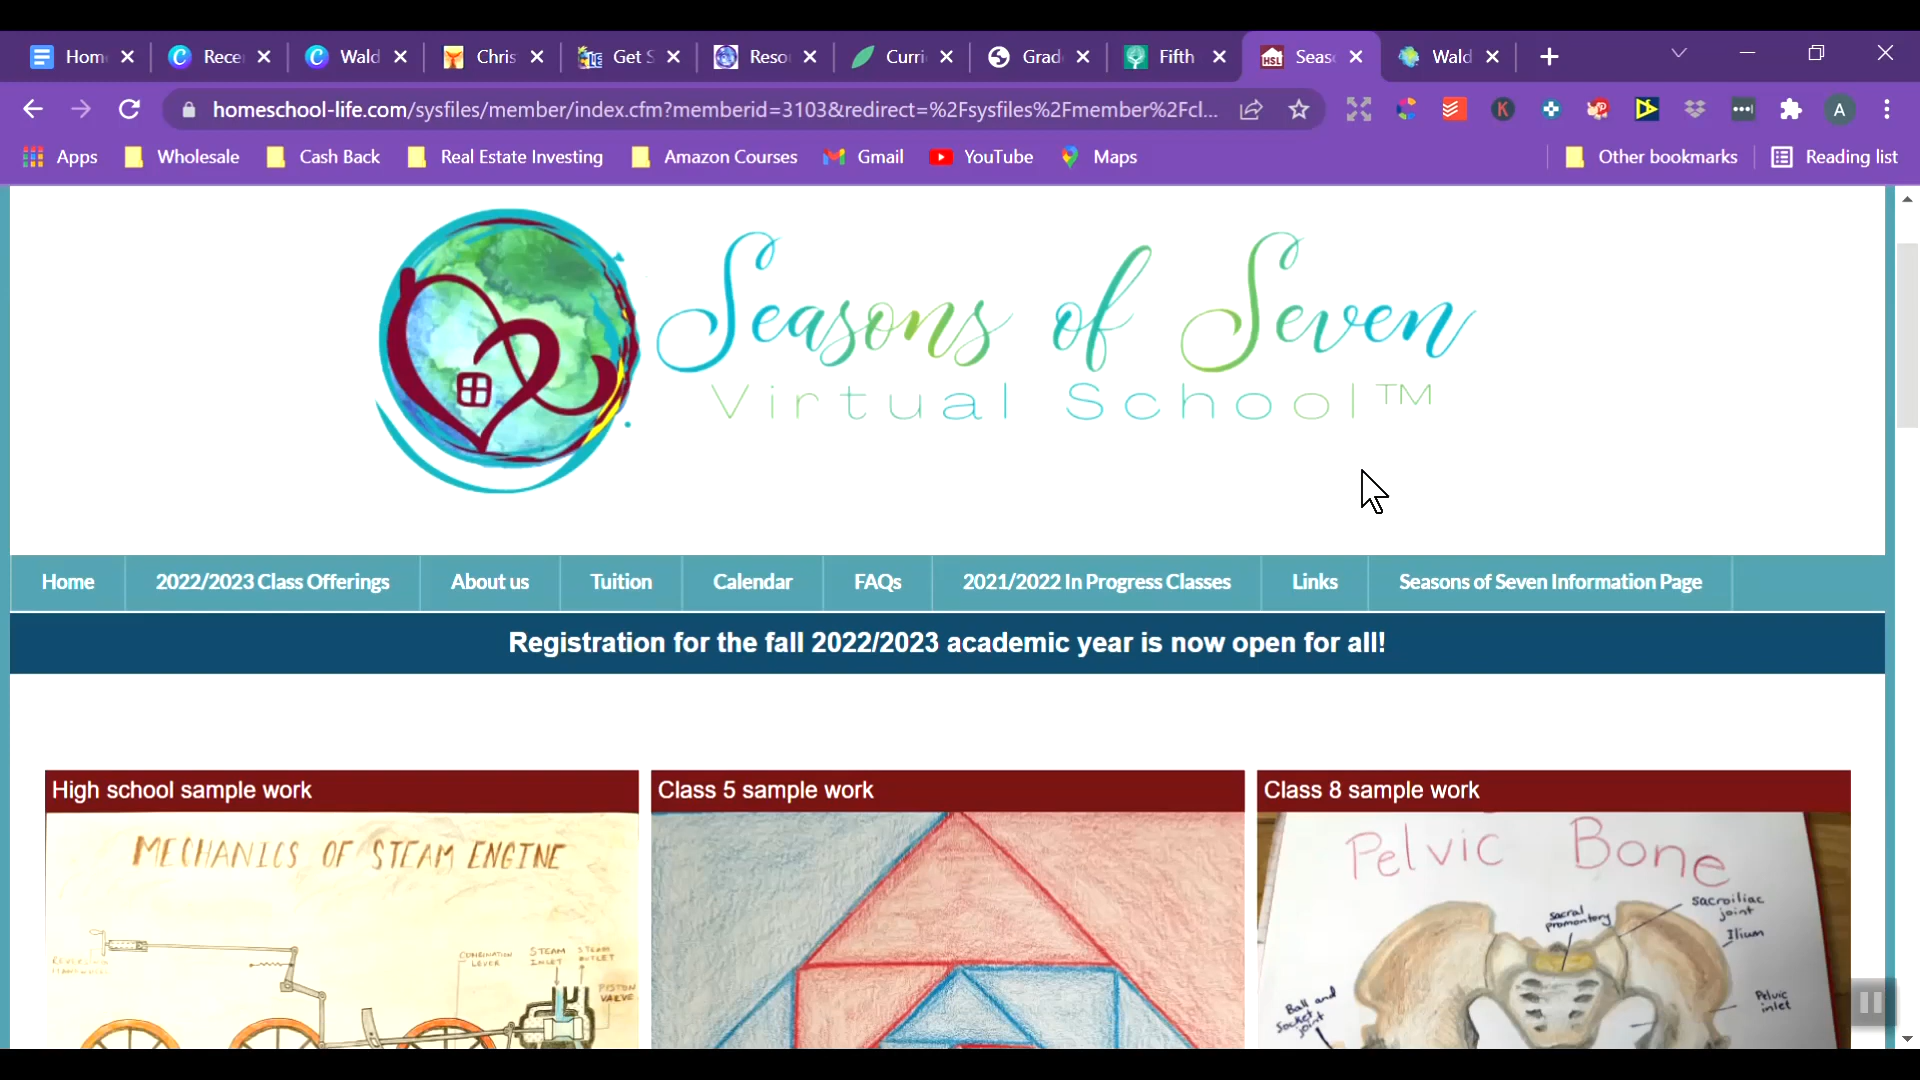 Hom
Rece
Wald
Chris
Get S
Reso
Curri
Grad
Fifth
HSL
Seas
Wald
homeschool-life.com/sysfiles/member/index.cfm?memberid=3103&redirect=%2Fsysfiles%2Fmember%2Fcl...
K
A
Apps
Wholesale
Cash Back
Real Estate Investing
Amazon Courses
Gmail
YouTube
Maps
Other bookmarks
Reading list
Seasons of Seven
Virtual School™
Home
2022/2023 Class Offerings
About us
Tuition
Calendar
FAQs
2021/2022 In Progress Classes
Links
Seasons of Seven Information Page
Registration for the fall 2022/2023 academic year is now open for all!
High school sample work
Class 5 sample work
Class 8 sample work
MECHANICS OF STEAM ENGINE
COMBINATION LEVER
STEAM INLET
STEAM OUTLET
PISTON VALVE
Pelvic Bone
sacral promontory
sacroiliac joint
Ilium
Pelvic inlet
Ball and Socket joint